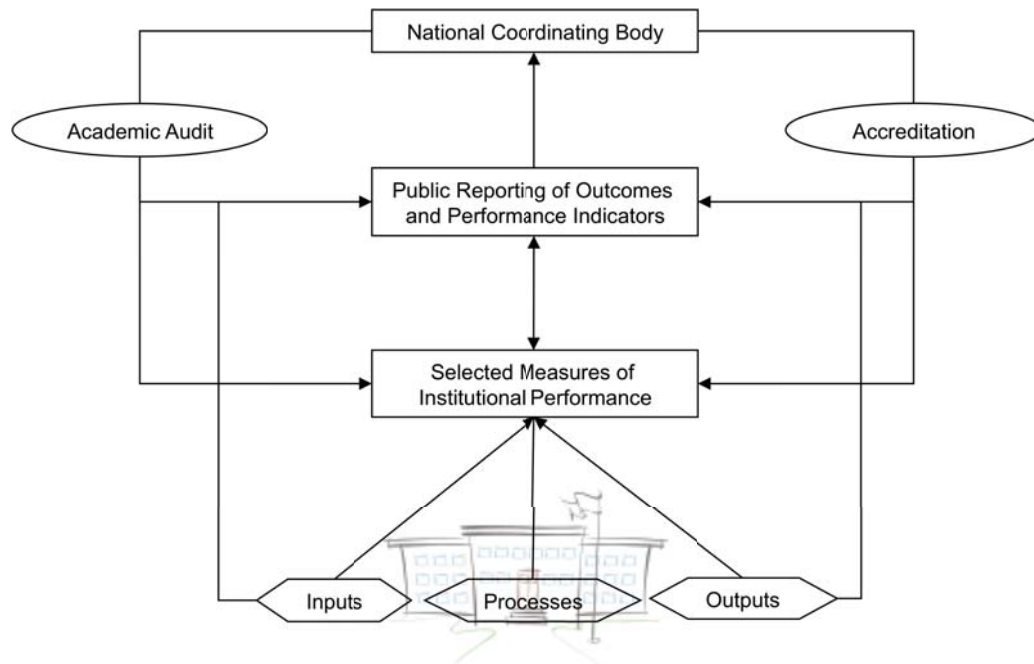 National Coordinating Body
Academic Audit
Accreditation
Public Reporting of Outcomes
and Performance Indicators
Selected Measures of
Institutional Performance
Inputs
Processes
Outputs